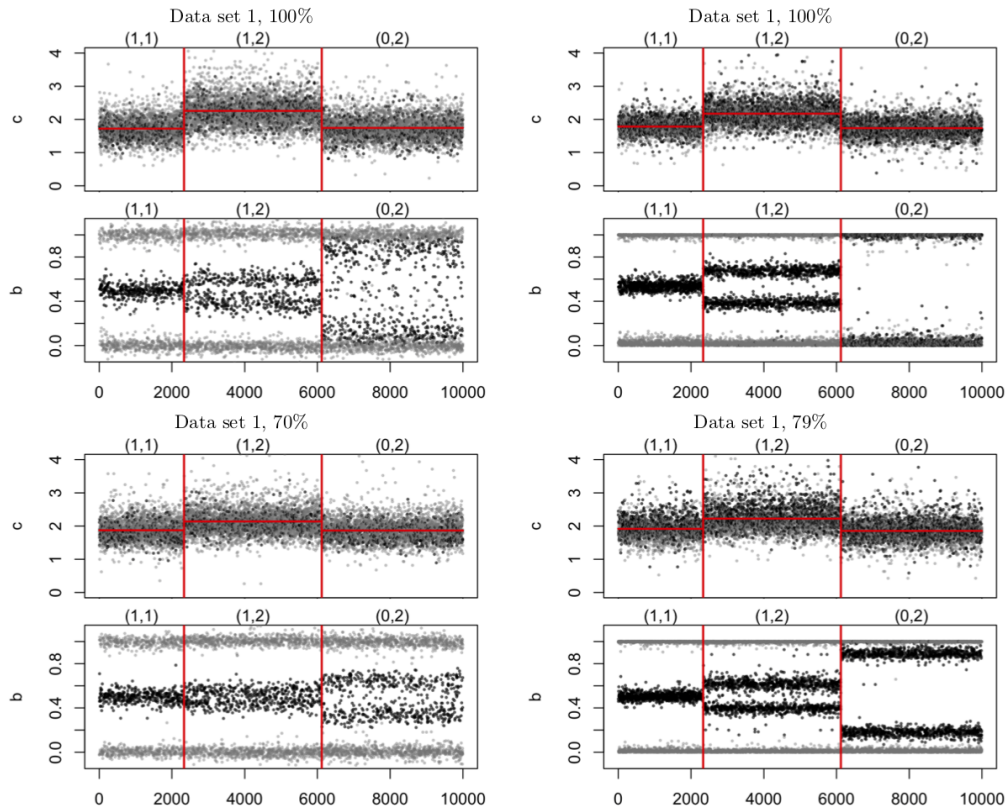 Data set 1, 100%
(1,1) (1,2) (0,2)
c
0 1 2 3 4
(1,1) (1,2) (0,2)
b
0.0 0.4 0.8
0 2000 4000 6000 8000 10000
Data set 1, 100%
(1,1) (1,2) (0,2)
c
0 1 2 3 4
(1,1) (1,2) (0,2)
b
0.0 0.4 0.8
0 2000 4000 6000 8000 10000
Data set 1, 70%
(1,1) (1,2) (0,2)
c
0 1 2 3 4
(1,1) (1,2) (0,2)
b
0.0 0.4 0.8
0 2000 4000 6000 8000 10000
Data set 1, 79%
(1,1) (1,2) (0,2)
c
0 1 2 3 4
(1,1) (1,2) (0,2)
b
0.0 0.4 0.8
0 2000 4000 6000 8000 10000